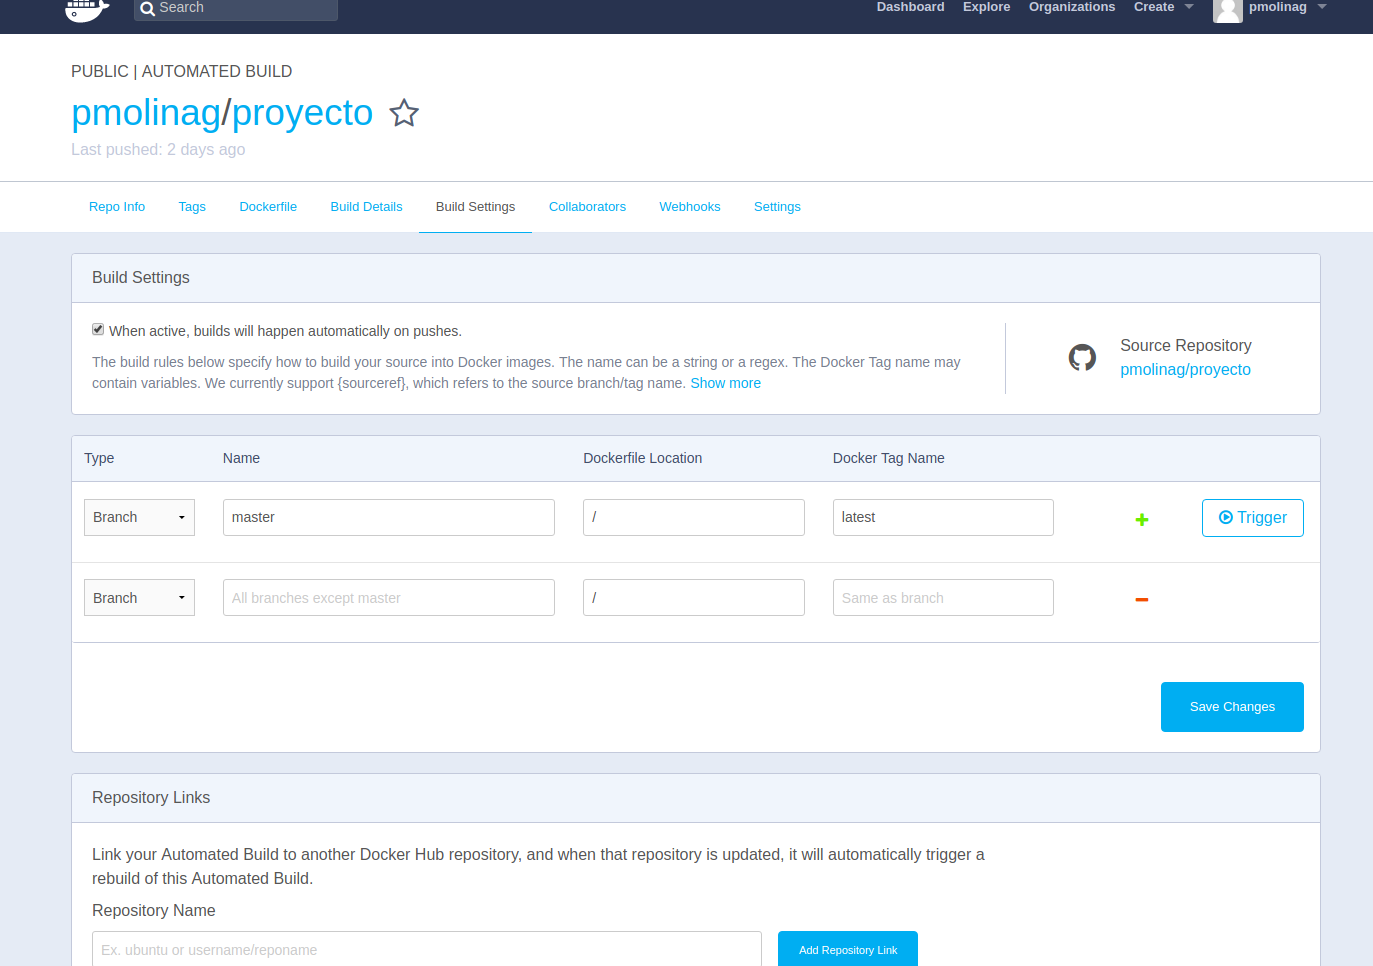 Search
Dashboard Explore Organizations Create pmolinag
PUBLIC | AUTOMATED BUILD
pmolinag/proyecto
Last pushed: 2 days ago
Repo Info Tags Dockerfile Build Details Build Settings Collaborators Webhooks Settings
Build Settings
When active, builds will happen automatically on pushes.
The build rules below specify how to build your source into Docker images. The name can be a string or a regex. The Docker Tag name may
contain variables. We currently support {sourceref}, which refers to the source branch/tag name. Show more
Source Repository
pmolinag/proyecto
Type Name Dockerfile Location Docker Tag Name
Branch master / latest Trigger
Branch All branches except master / Same as branch
Save Changes
Repository Links
Link your Automated Build to another Docker Hub repository, and when that repository is updated, it will automatically trigger a
rebuild of this Automated Build.
Repository Name
Ex. ubuntu or username/reponame Add Repository Link